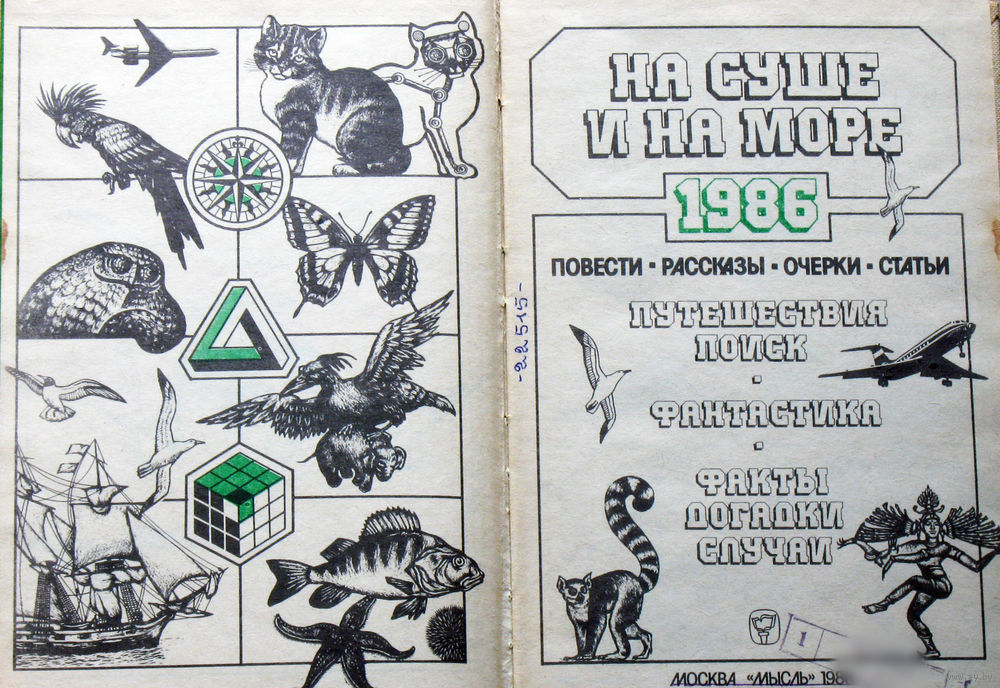 НА СУШЕ
И НА МОРЕ
1986
ПОВЕСТИ ▪ РАССКАЗЫ ▪ ОЧЕРКИ ▪ СТАТЬИ
ПУТЕШЕСТВИЯ
ПОИСК
ФАНТАСТИКА
ФАКТЫ
ДОГАДКИ
СЛУЧАИ
-22515-
1
МОСКВА «МЫСЛЬ»